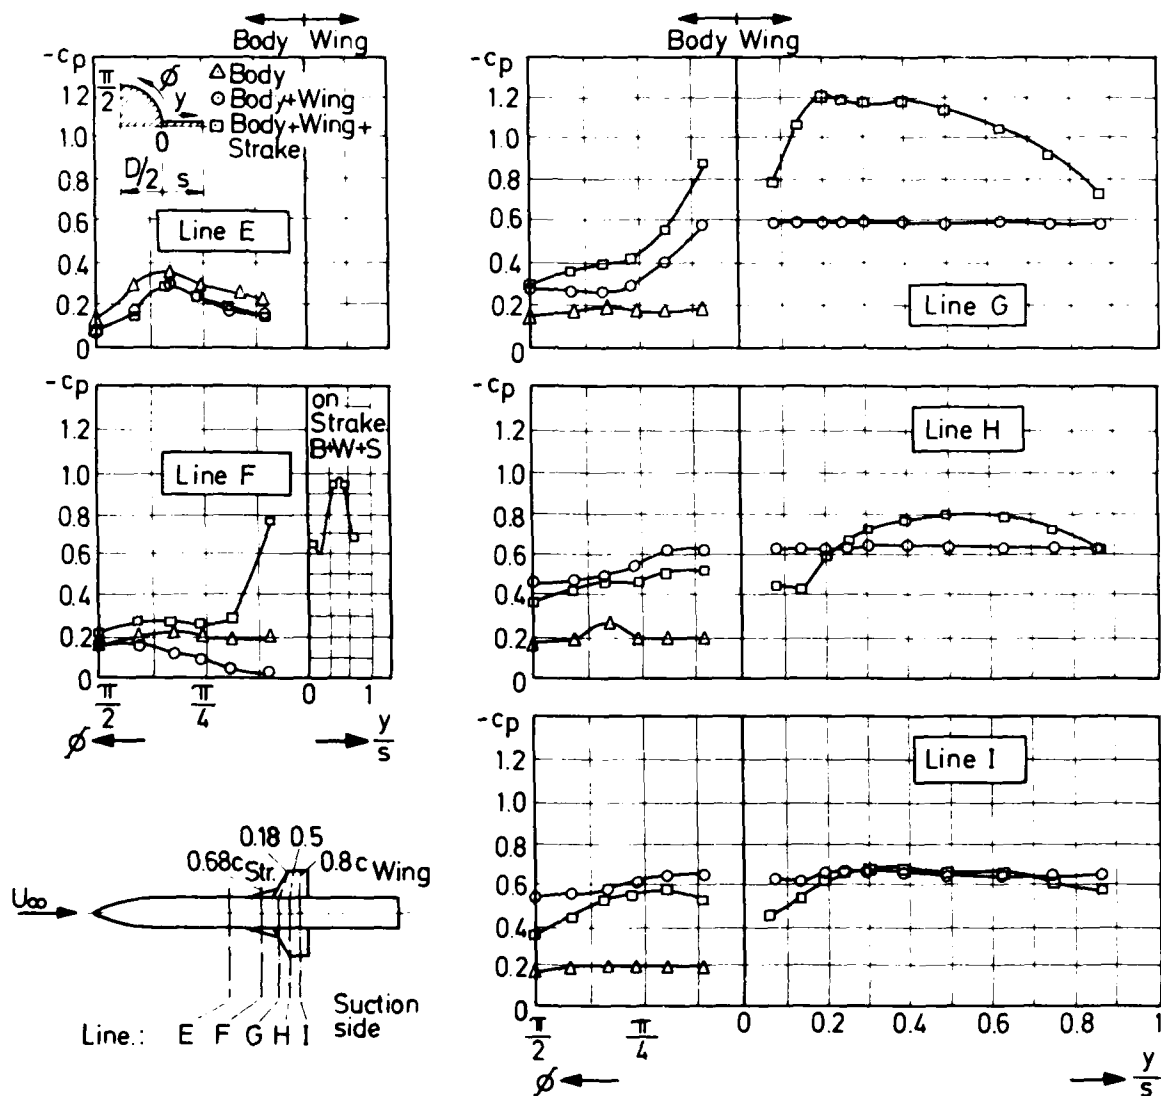 Body Wing
-cp
π/2
ϕ
y
0
△ Body
○ Body+Wing
□ Body+Wing+
Strake
D/2 s
Line E
1.2
1.0
0.8
0.6
0.4
0.2
0
Body Wing
-cp
1.2
1.0
0.8
0.6
0.4
0.2
0
Line G
-cp
on
Strake
B+W+S
Line F
1.2
1.0
0.8
0.6
0.4
0.2
0
π/2
π/4
0 1
ϕ
y/s
-cp
Line H
1.2
1.0
0.8
0.6
0.4
0.2
0
-cp
Line I
1.2
1.0
0.8
0.6
0.4
0.2
0
π/2
π/4
0 0.2 0.4 0.6 0.8 1
ϕ
y/s
0.18 0.5
0.68c Str. 0.8c Wing
U∞
Suction
side
Line.: E F G H I